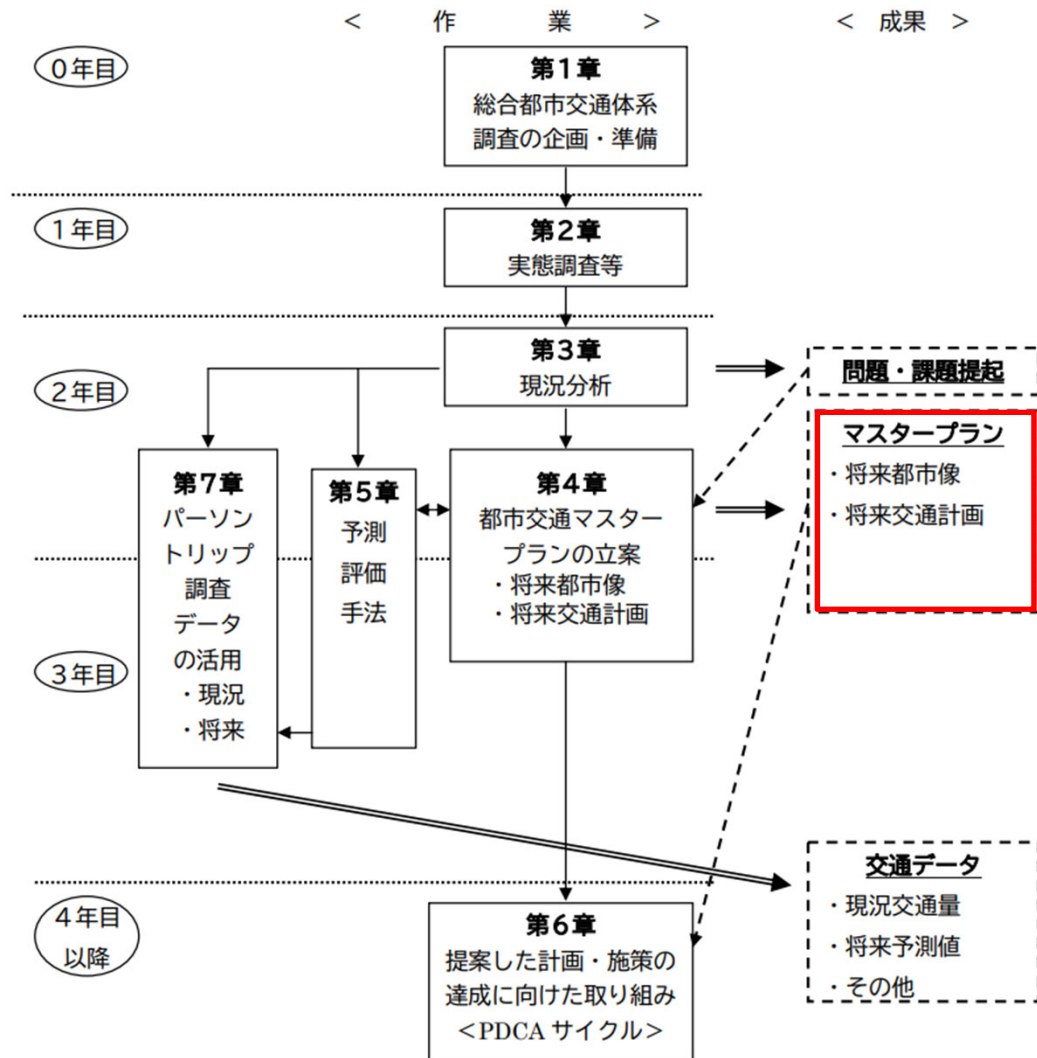 ＜　作　業　＞
＜　成果　＞
０年目
第１章
総合都市交通体系
調査の企画・準備
１年目
第２章
実態調査等
２年目
第３章
現況分析
問題・課題提起
マスタープラン
・将来都市像
・将来交通計画
第７章
パーソン
トリップ
調査
データ
の活用
・現況
・将来
第５章
予測
評価
手法
第４章
都市交通マスター
プランの立案
・将来都市像
・将来交通計画
３年目
交通データ
・現況交通量
・将来予測値
・その他
４年目
以降
第６章
提案した計画・施策の
達成に向けた取り組み
＜PDCA サイクル＞